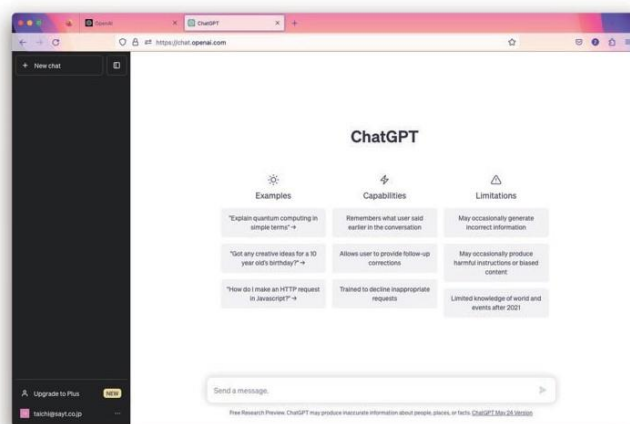 OpenAI
ChatGPT
https://chat.openai.com
+ New chat
ChatGPT
Examples
Capabilities
Limitations
"Explain quantum computing in
simple terms" →
Remembers what user said
earlier in the conversation
May occasionally generate
incorrect information
"Got any creative ideas for a 10
year old's birthday?" →
Allows user to provide follow-up
corrections
May occasionally produce
harmful instructions or biased
content
"How do I make an HTTP request
in Javascript?" →
Trained to decline inappropriate
requests
Limited knowledge of world and
events after 2021
Upgrade to Plus
NEW
taichi@sayt.co.jp
Send a message.
Free Research Preview. ChatGPT may produce inaccurate information about people, places, or facts. ChatGPT May 24 Version